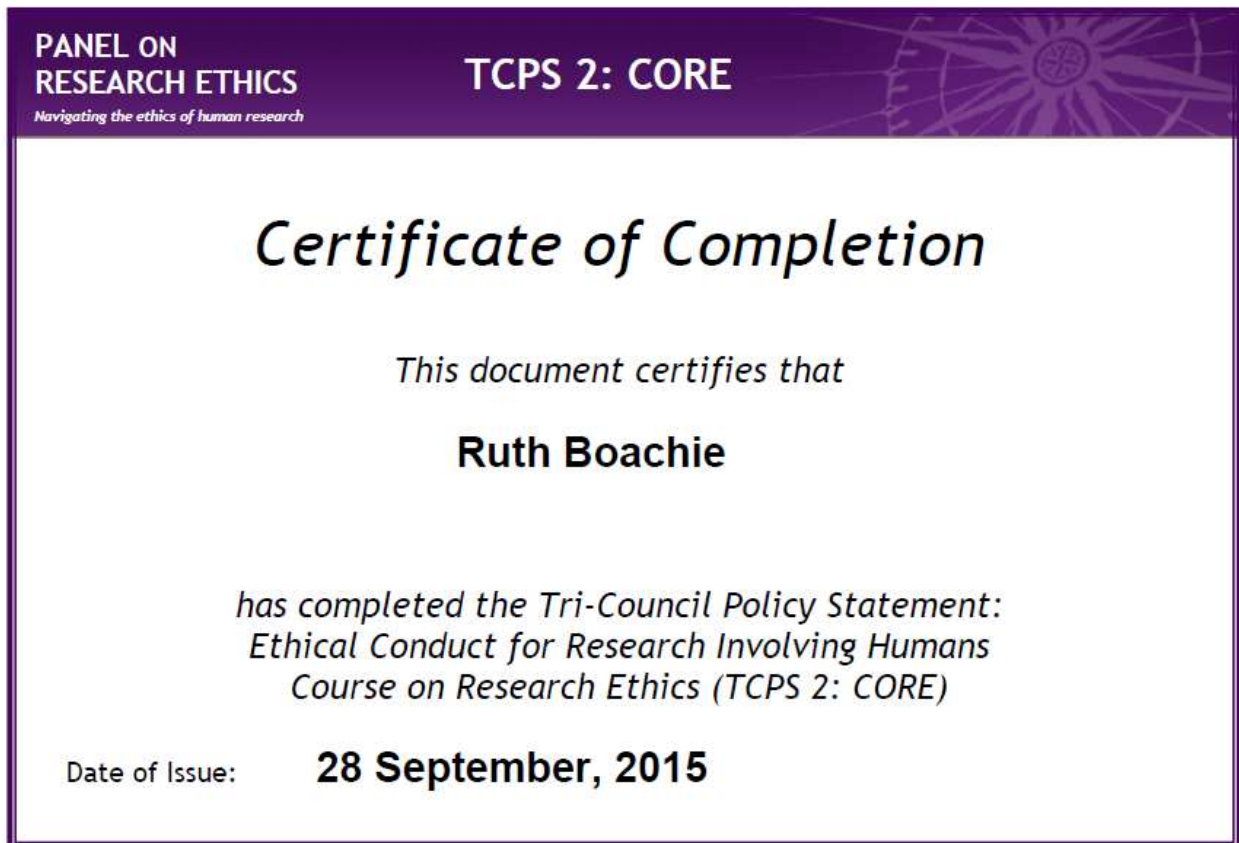 PANEL ON
RESEARCH ETHICS
Navigating the ethics of human research
TCPS 2: CORE
Certificate of Completion
This document certifies that
Ruth Boachie
has completed the Tri-Council Policy Statement:
Ethical Conduct for Research Involving Humans
Course on Research Ethics (TCPS 2: CORE)
Date of Issue: 28 September, 2015